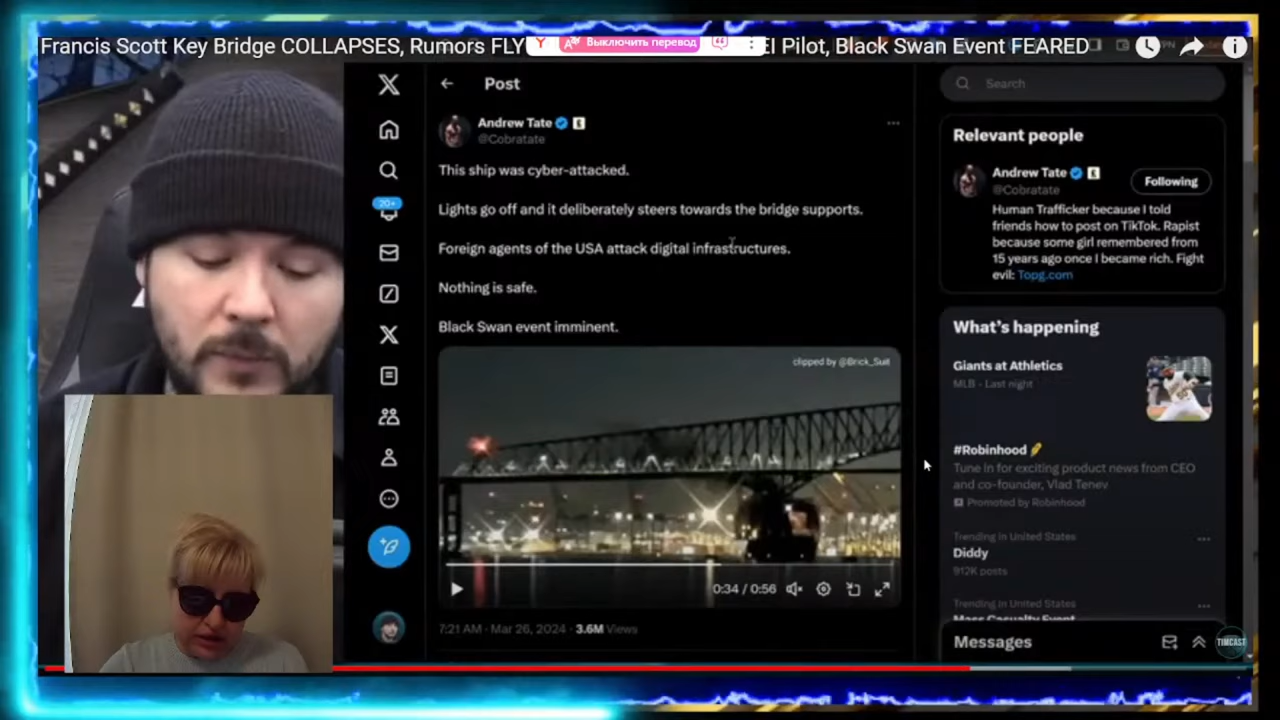 Francis Scott Key Bridge COLLAPSES, Rumors FLY
Y
Выключить перевод
EI Pilot, Black Swan Event FEARED
Post
Search
Andrew Tate
@Cobratate
This ship was cyber-attacked.
Lights go off and it deliberately steers towards the bridge supports.
Foreign agents of the USA attack digital infrastructures.
Nothing is safe.
Black Swan event imminent.
clipped by @Brick_Suit
0:34 / 0:56
7:21 AM · Mar 26, 2024 · 3.6M Views
20+
Relevant people
Andrew Tate
@Cobratate
Following
Human Trafficker because I told
friends how to post on TikTok. Rapist
because some girl remembered from
15 years ago once I became rich. Fight
evil: Topg.com
What's happening
Giants at Athletics
MLB · Last night
#Robinhood
Tune in for exciting product news from CEO
and co-founder, Vlad Tenev
Promoted by Robinhood
Trending in United States
Diddy
912K posts
Trending in United States
Mass Casualty Event
Messages
TIMCAST